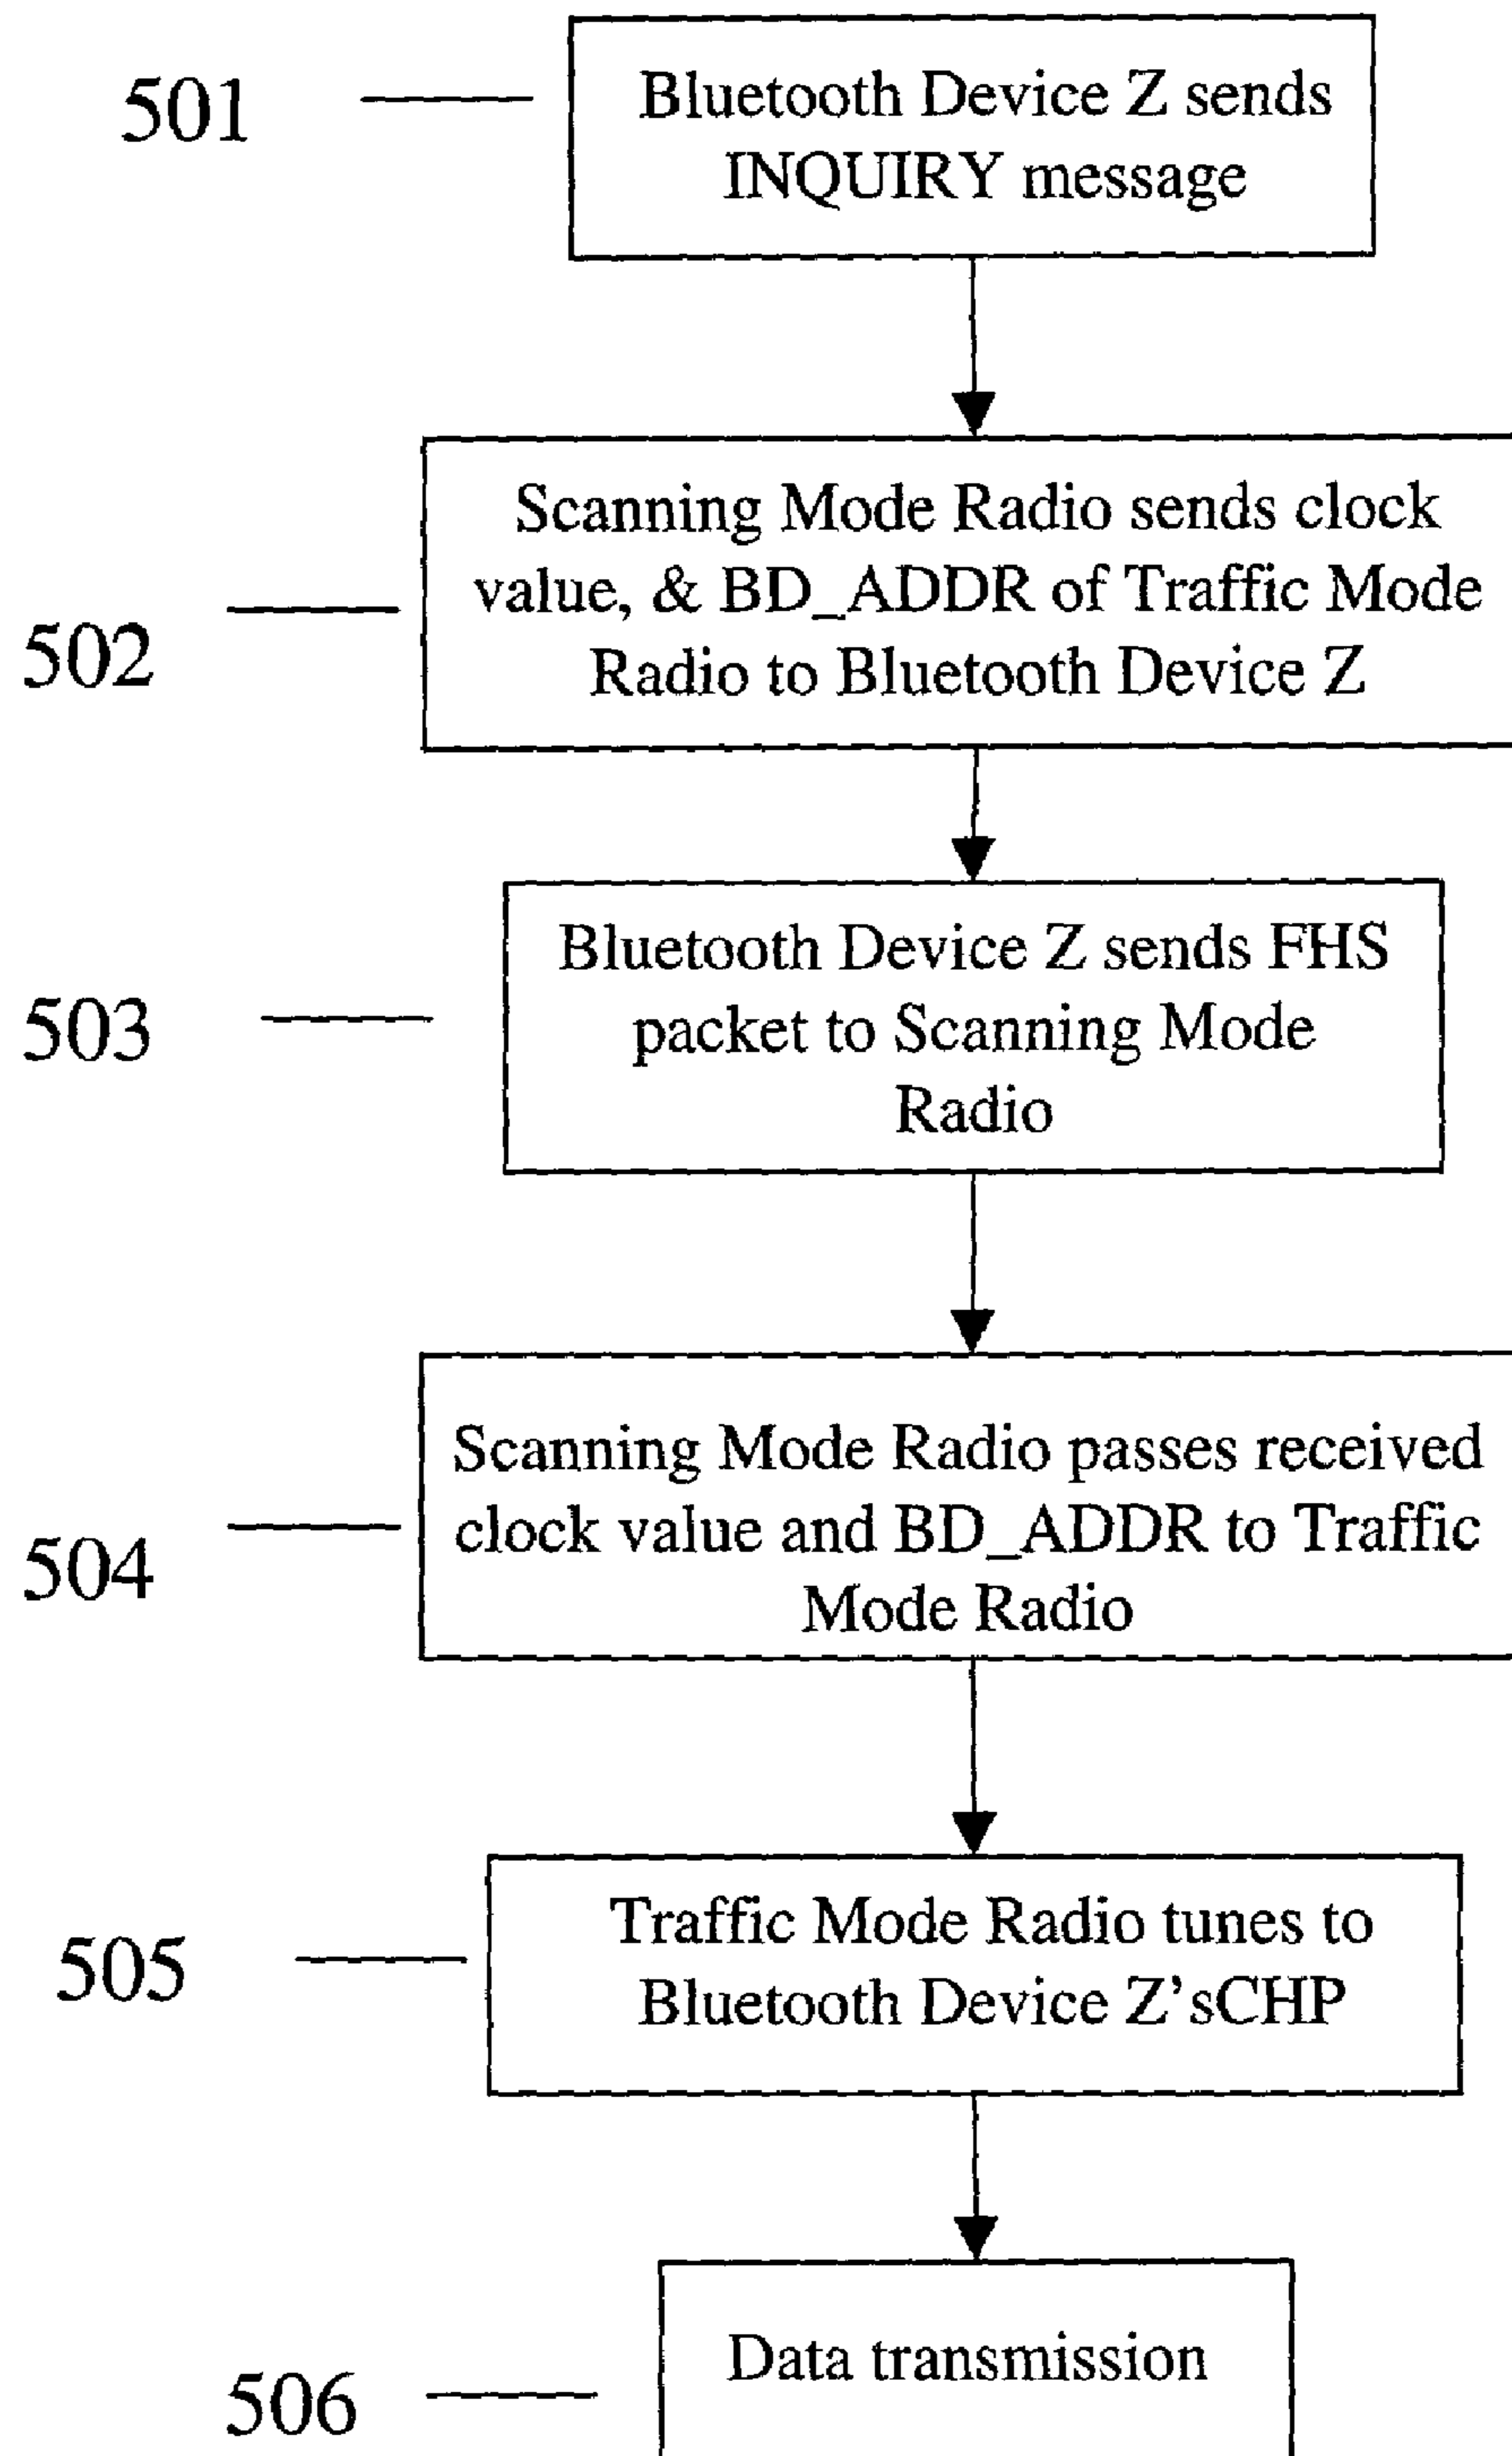 501
Bluetooth Device Z sends
INQUIRY message
Scanning Mode Radio sends clock
value, & BD_ADDR of Traffic Mode
Radio to Bluetooth Device Z
502
Bluetooth Device Z sends FHS
packet to Scanning Mode
Radio
503
Scanning Mode Radio passes received
clock value and BD_ADDR to Traffic
Mode Radio
504
Traffic Mode Radio tunes to
Bluetooth Device Z'sCHP
505
Data transmission
506